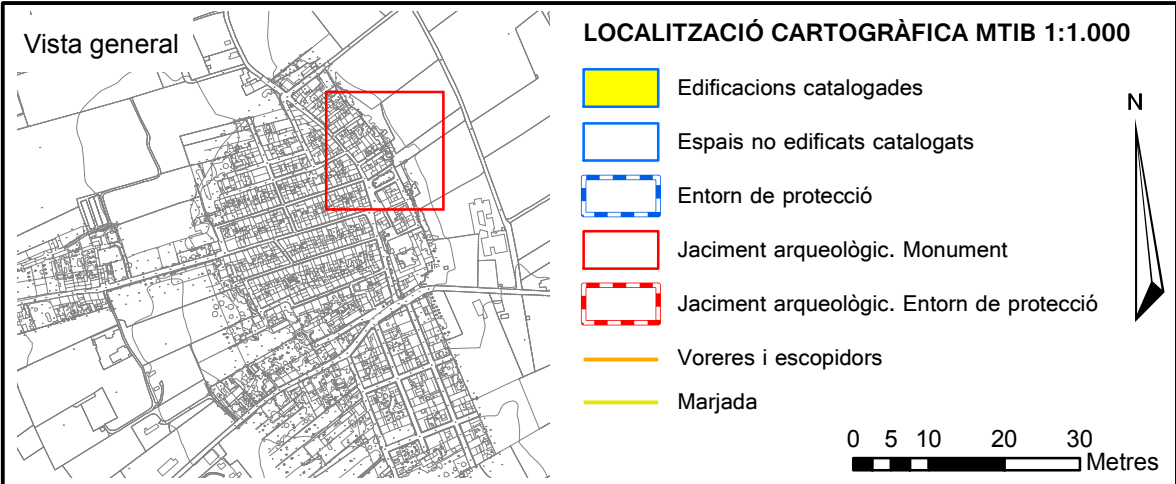 Vista general
LOCALITZACIÓ CARTOGRÀFICA MTIB 1:1.000
Edificacions catalogades
Espais no edificats catalogats
Entorn de protecció
Jaciment arqueològic. Monument
Jaciment arqueològic. Entorn de protecció
Voreres i escopidors
Marjada
N
0 5 10 20 30
Metres